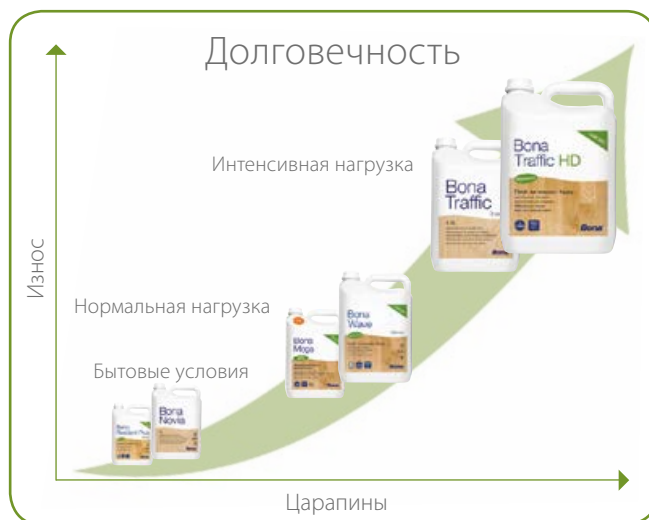 Долговечность
Интенсивная нагрузка
Bona
Traffic HD
Bona
Traffic
Bona
Износ
Нормальная нагрузка
Bona
Wave
Bona
Mega
Бытовые условия
Bona
Novia
Царапины